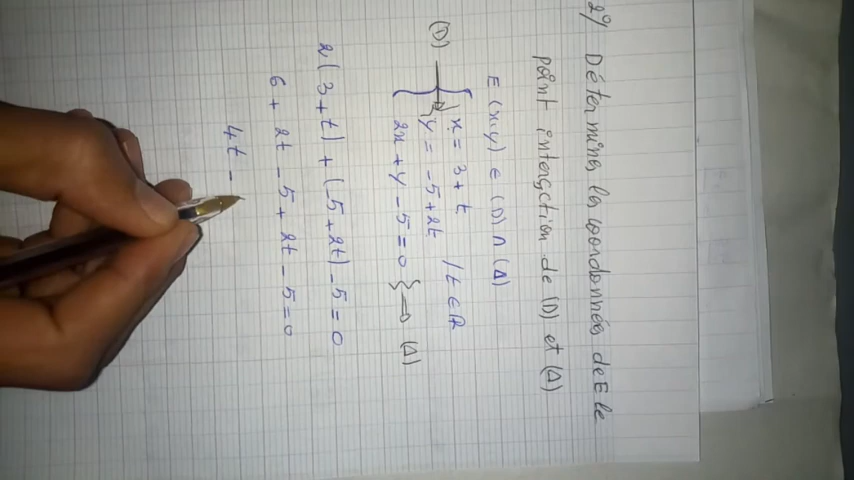 2°/ Détermine les coordonnées de E le
point interсction de (D) et (Δ)
E (x, y) ∈ (D) ∩ (Δ)
(D) → { x = 3 + t
y = -5 + 2t / t ∈ ℝ
2x + y - 5 = 0 } → (Δ)
2(3 + t) + (-5 + 2t) - 5 = 0
6 + 2t - 5 + 2t - 5 = 0
4t -